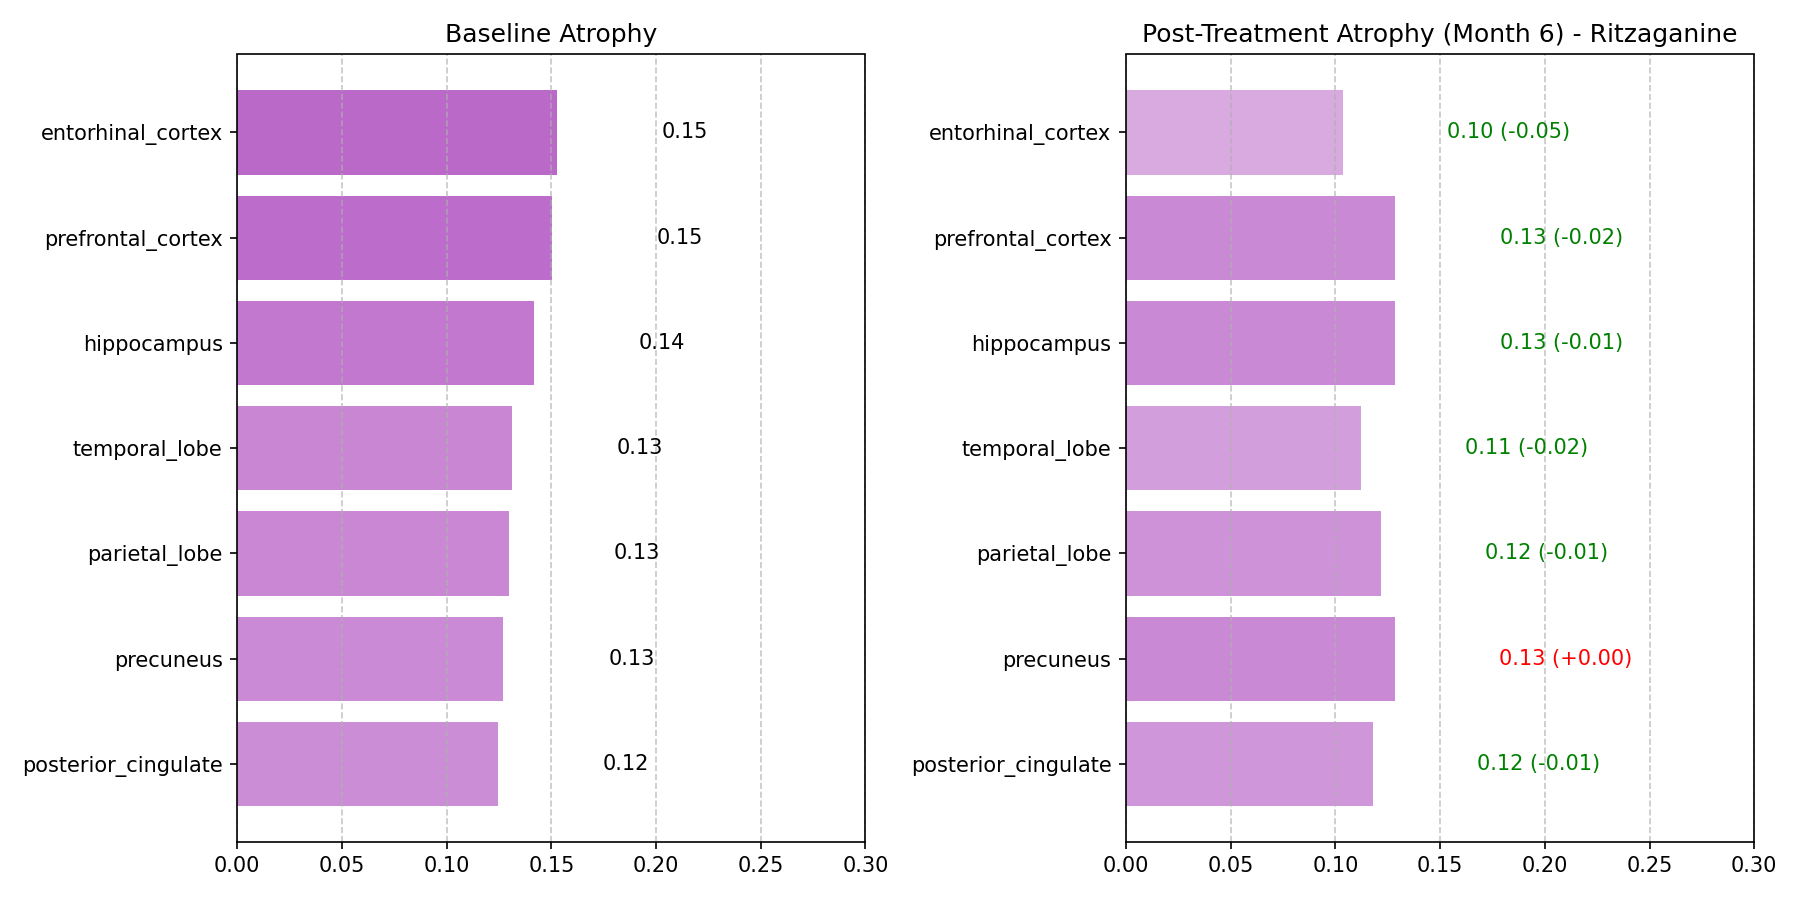 Baseline Atrophy
entorhinal_cortex 0.15
prefrontal_cortex 0.15
hippocampus 0.14
temporal_lobe 0.13
parietal_lobe 0.13
precuneus 0.13
posterior_cingulate 0.12
0.00 0.05 0.10 0.15 0.20 0.25 0.30
Post-Treatment Atrophy (Month 6) - Ritzaganine
entorhinal_cortex 0.10 (-0.05)
prefrontal_cortex 0.13 (-0.02)
hippocampus 0.13 (-0.01)
temporal_lobe 0.11 (-0.02)
parietal_lobe 0.12 (-0.01)
precuneus 0.13 (+0.00)
posterior_cingulate 0.12 (-0.01)
0.00 0.05 0.10 0.15 0.20 0.25 0.30